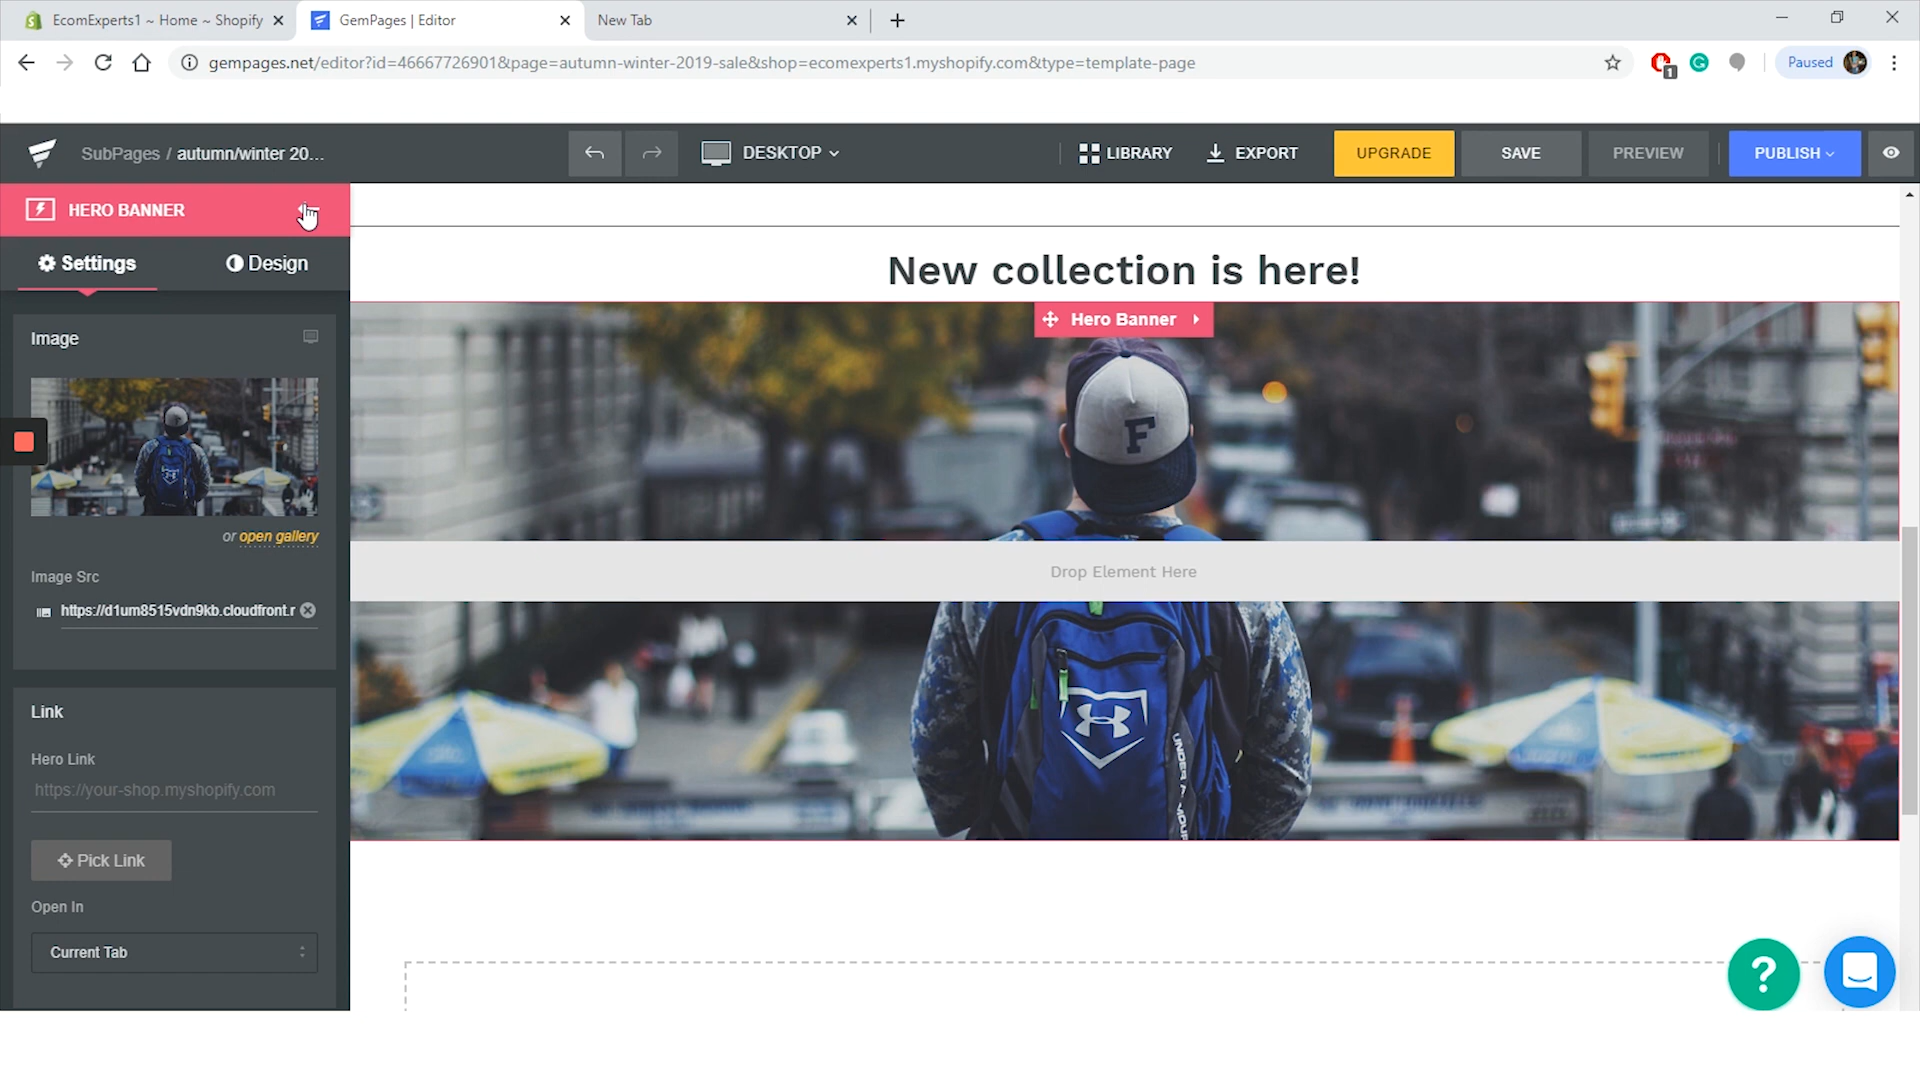 EcomExperts1 ~ Home ~ Shopify
GemPages | Editor
New Tab
gempages.net/editor?id=46667726901&page=autumn-winter-2019-sale&shop=ecomexperts1.myshopify.com&type=template-page
1
Paused
SubPages / autumn/winter 20...
DESKTOP
LIBRARY
EXPORT
UPGRADE
SAVE
PREVIEW
PUBLISH
HERO BANNER
Settings
Design
Image
or open gallery
Image Src
https://d1um8515vdn9kb.cloudfront.r
Link
Hero Link
https://your-shop.myshopify.com
Pick Link
Open In
Current Tab
New collection is here!
Hero Banner
F
Drop Element Here
UNDER ARMOUR
?